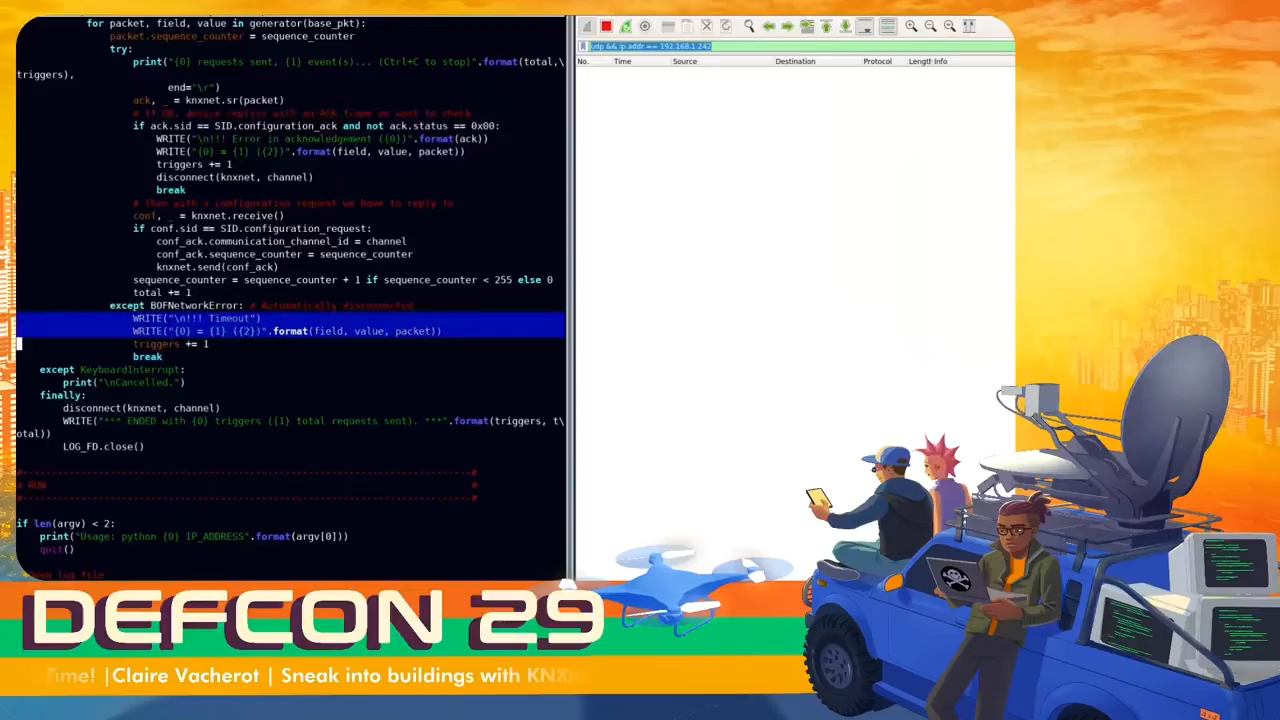 for packet, field, value in generator(base_pkt):
packet.sequence_counter = sequence_counter
try:
print("{0} requests sent, {1} event(s)... (Ctrl+C to stop)".format(total,\
triggers),
end="\r")
ack, _ = knxnet.sr(packet)
# If OK, device replies with an ACK frame we want to check
if ack.sid == SID.configuration_ack and not ack.status == 0x00:
WRITE("\n!!! Error in acknowledgement ({0})".format(ack))
WRITE("{0} = {1} ({2})".format(field, value, packet))
triggers += 1
disconnect(knxnet, channel)
break
# Then with a configuration request we have to reply to
conf, _ = knxnet.receive()
if conf.sid == SID.configuration_request:
conf_ack.communication_channel_id = channel
conf_ack.sequence_counter = sequence_counter
knxnet.send(conf_ack)
sequence_counter = sequence_counter + 1 if sequence_counter < 255 else 0
total += 1
except BOFNetworkError: # Automatically disconnected
WRITE("\n!!! Timeout")
WRITE("{0} = {1} ({2})".format(field, value, packet))
triggers += 1
break
except KeyboardInterrupt:
print("\nCancelled.")
finally:
disconnect(knxnet, channel)
WRITE("*** ENDED with {0} triggers ({1} total requests sent). ***".format(triggers, t\
otal))
LOG_FD.close()
#-----------------------------------------------------------------------------#
# RUN
#-----------------------------------------------------------------------------#
if len(argv) < 2:
print("Usage: python {0} IP_ADDRESS".format(argv[0]))
quit()
# Open log file
udp && ip.addr == 192.168.1.242
No. Time Source Destination Protocol Length Info
DEFCON 29
Time! |Claire Vacherot | Sneak into buildings with KNX